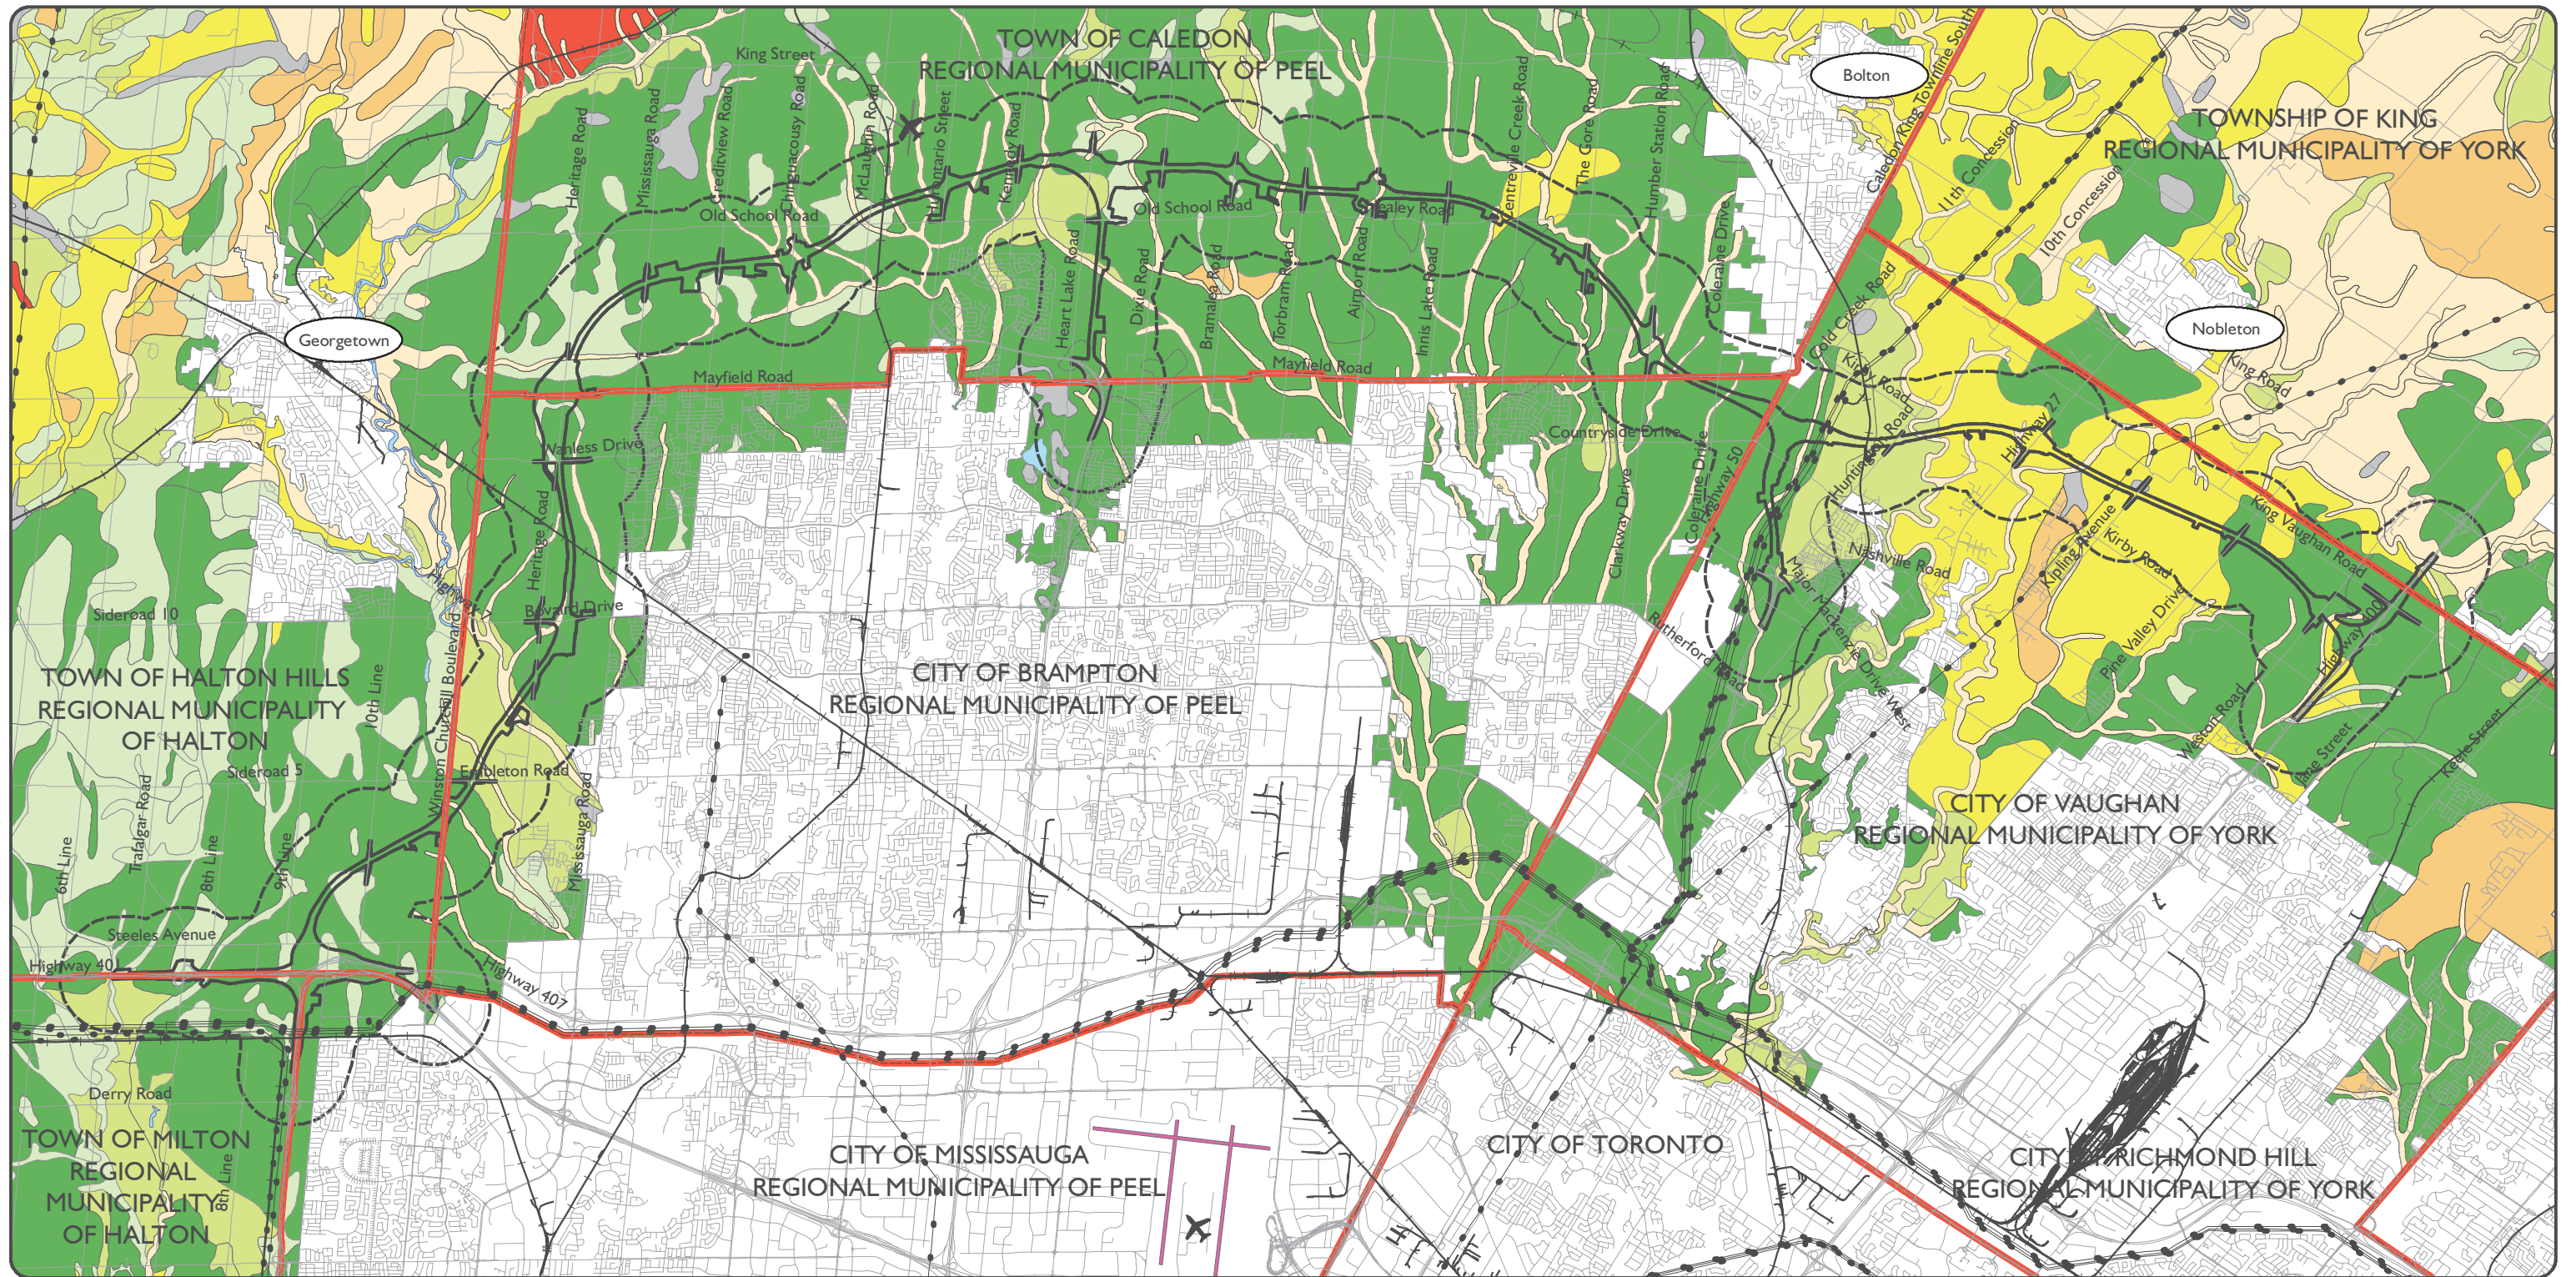 TOWN OF CALEDON
REGIONAL MUNICIPALITY OF PEEL
King Street
Bolton
Caledon King Townline South
TOWNSHIP OF KING
REGIONAL MUNICIPALITY OF YORK
Heritage Road
Mississauga Road
Creditview Road
Chinguacousy Road
McLaughlin Road
Hurontario Street
Kennedy Road
Centreville Creek Road
The Gore Road
Humber Station Road
11th Concession
10th Concession
Old School Road
Old School Road
Healey Road
Coleraine Drive
Heart Lake Road
Dixie Road
Bramalea Road
Torbram Road
Airport Road
Innis Lake Road
Cold Creek Road
Georgetown
Nobleton
Mayfield Road
Mayfield Road
Kirby Road
King Road
Wanless Drive
Countryside Drive
Huntington Road
Highway 27
Heritage Road
Clarkway Drive
Coleraine Drive
Highway 50
Kipling Avenue
Kirby Road
King Vaughan Road
Highway 7
Bovaird Drive
Nashville Road
Major Mackenzie Drive West
Sideroad 10
Rutherford Road
Pine Valley Drive
Highway 400
Winston Churchill Boulevard
TOWN OF HALTON HILLS
REGIONAL MUNICIPALITY
OF HALTON
10th Line
CITY OF BRAMPTON
REGIONAL MUNICIPALITY OF PEEL
Weston Road
Jane Street
Keele Street
Sideroad 5
Embleton Road
Mississauga Road
6th Line
Trafalgar Road
8th Line
9th Line
CITY OF VAUGHAN
REGIONAL MUNICIPALITY OF YORK
Steeles Avenue
Highway 401
Highway 407
Derry Road
TOWN OF MILTON
REGIONAL
MUNICIPALITY
OF HALTON
8th Line
CITY OF MISSISSAUGA
REGIONAL MUNICIPALITY OF PEEL
CITY OF TORONTO
CITY OF RICHMOND HILL
REGIONAL MUNICIPALITY OF YORK